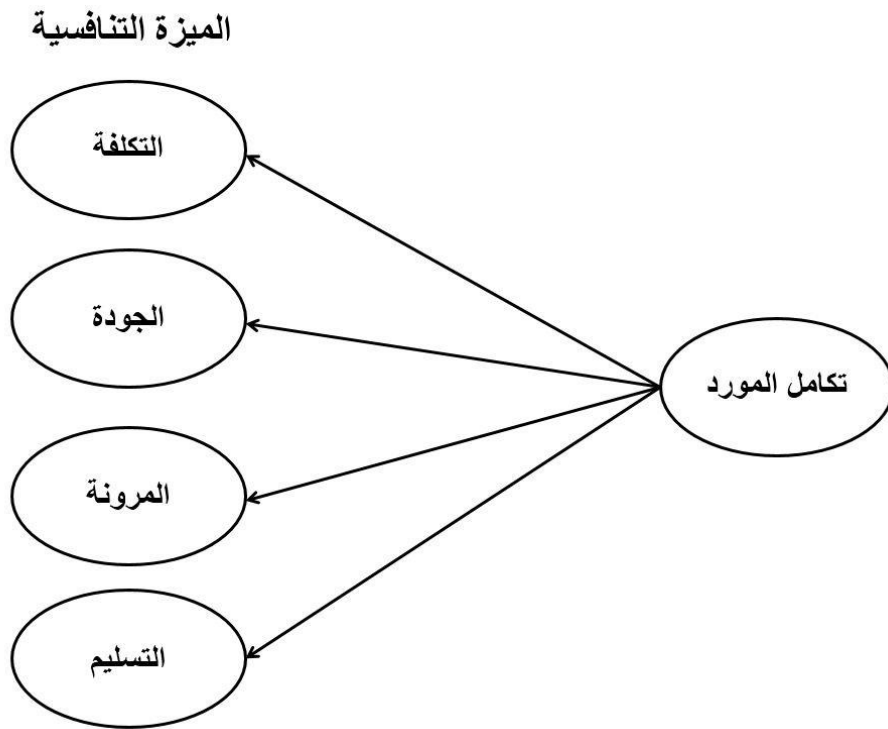 الميزة التنافسية
التكلفة
الجودة
تكامل المورد
المرونة
التسليم